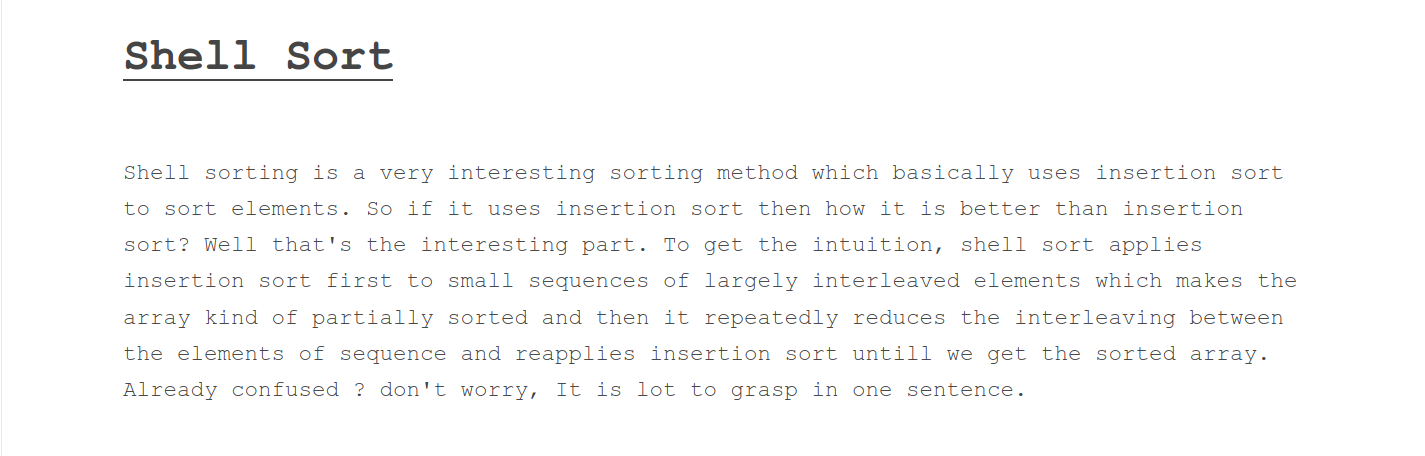 Shell Sort
Shell sorting is a very interesting sorting method which basically uses insertion sort
to sort elements. So if it uses insertion sort then how it is better than insertion
sort? Well that's the interesting part. To get the intuition, shell sort applies
insertion sort first to small sequences of largely interleaved elements which makes the
array kind of partially sorted and then it repeatedly reduces the interleaving between
the elements of sequence and reapplies insertion sort untill we get the sorted array.
Already confused ? don't worry, It is lot to grasp in one sentence.